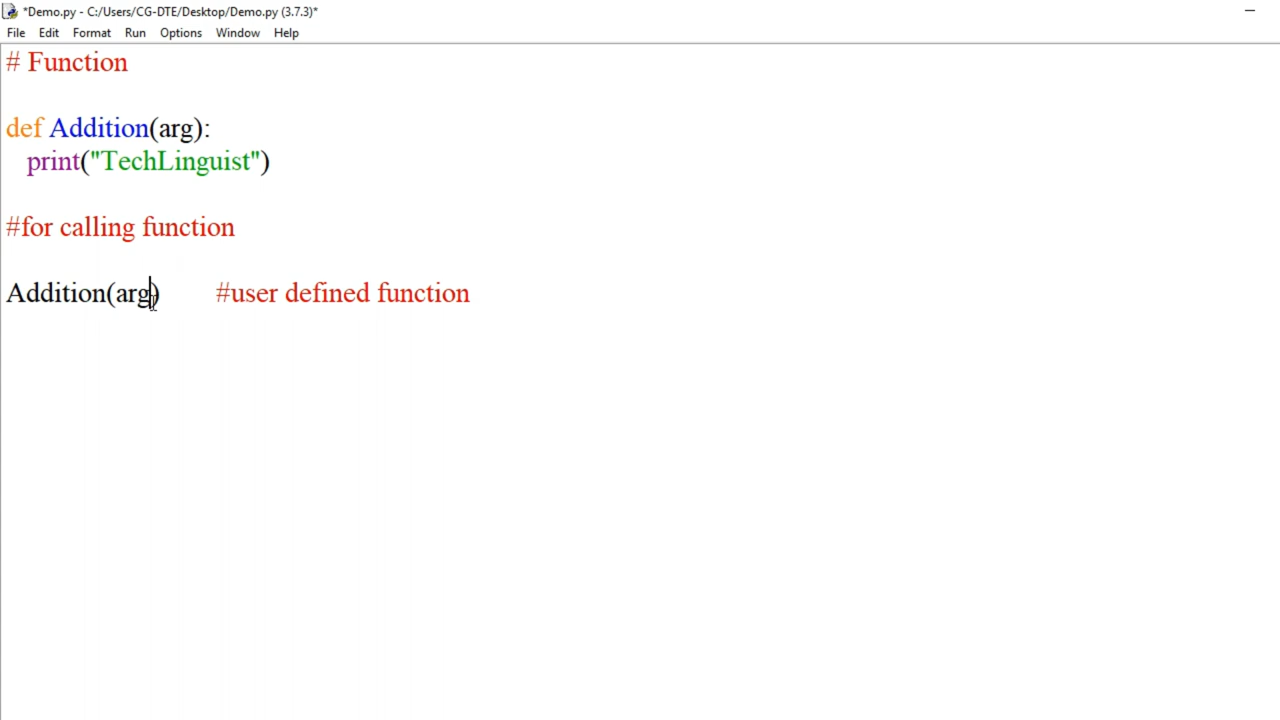 *Demo.py - C:/Users/CG-DTE/Desktop/Demo.py (3.7.3)*
File Edit Format Run Options Window Help
# Function
def Addition(arg):
print("TechLinguist")
#for calling function
Addition(arg) #user defined function